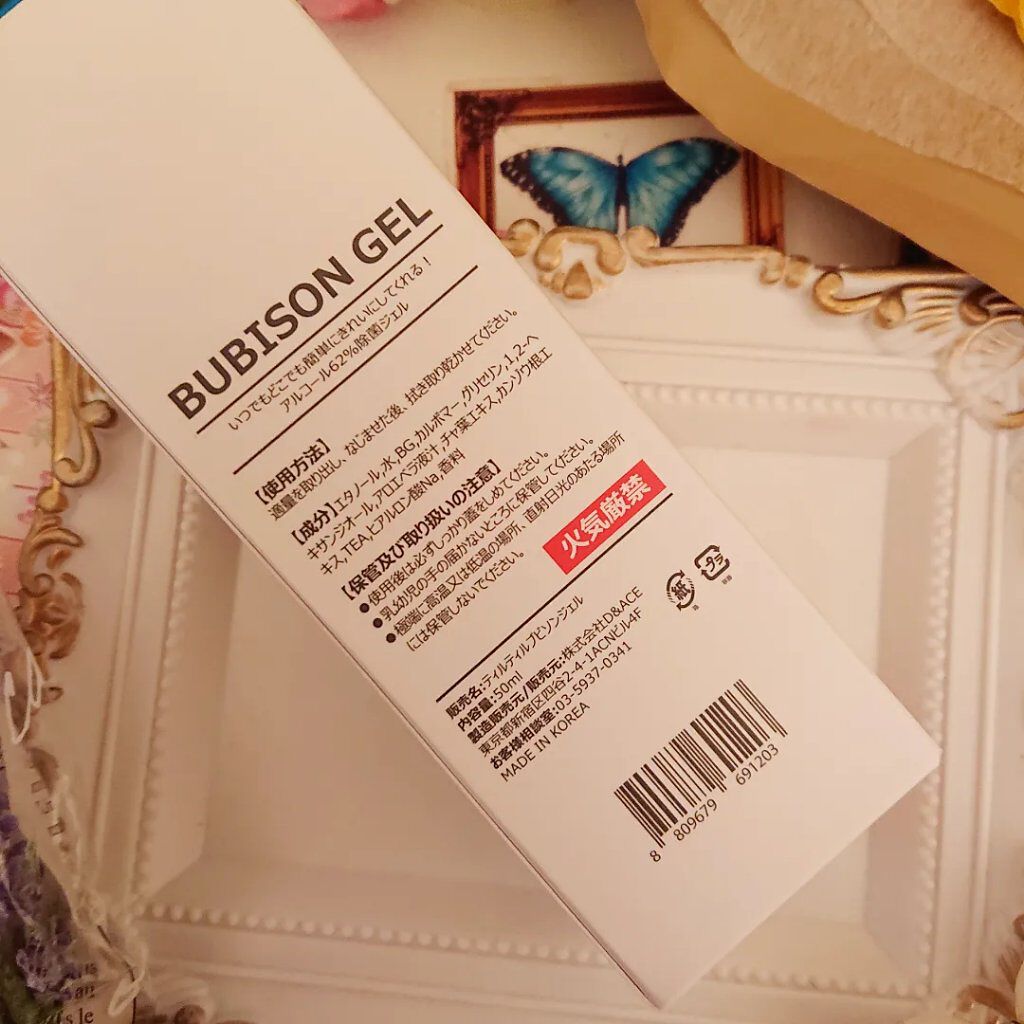 BUBISON GEL
いつでもどこでも簡単にきれいにしてくれる！
アルコール62%除菌ジェル
【使用方法】
適量を取り出し、なじませた後、拭き取り乾かせてください。
【成分】エタノール,水,BG,カルボマー,グリセリン,1,2-ヘ
キサンジオール,アロエベラ液汁,チャ葉エキス,カンゾウ根エ
キス,TEA,ヒアルロン酸Na,香料
【保管及び取り扱いの注意】
●使用後は必ずしっかり蓋をしめてください。
●乳幼児の手の届かないところに保管してください。
●極端に高温又は低温の場所、直射日光のあたる場所
には保管しないでください。
火気厳禁
販売名:ティルティルブビソンジェル
内容量:50ml
製造販売元/販売元:株式会社D&ACE
東京都新宿区四谷2-4-1ACNビル4F
お客様相談室:03-5937-0341
MADE IN KOREA
紙
プラ
8 809679 691203